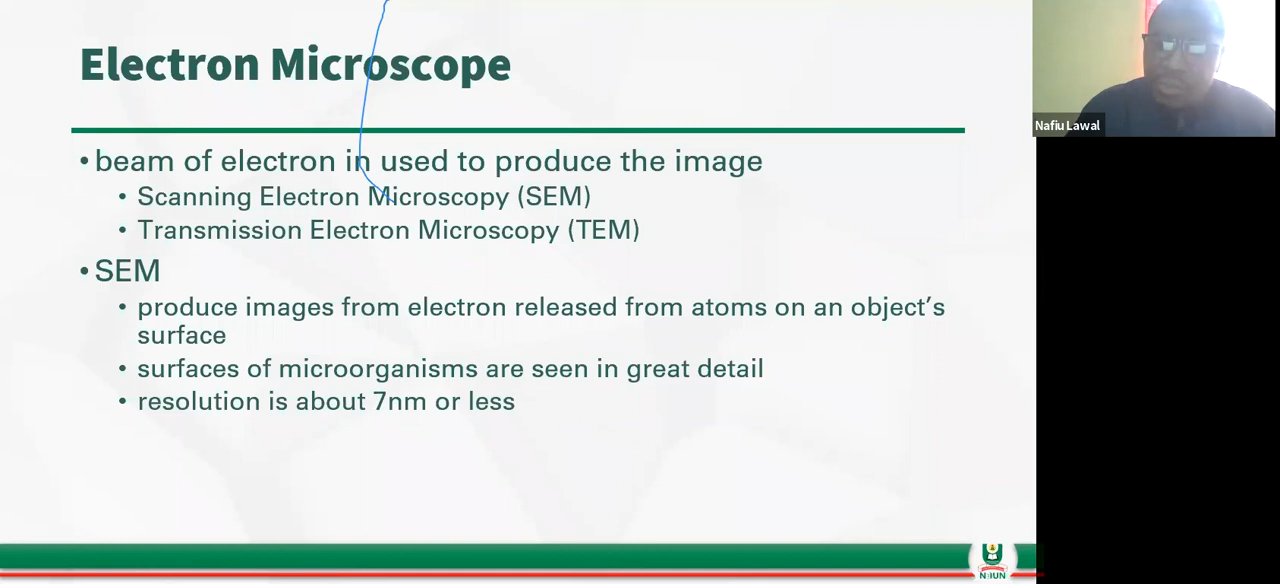 Electron Microscope
• beam of electron in used to produce the image
• Scanning Electron Microscopy (SEM)
• Transmission Electron Microscopy (TEM)
• SEM
• produce images from electron released from atoms on an object’s
surface
• surfaces of microorganisms are seen in great detail
• resolution is about 7nm or less
Nafiu Lawal
NOUN